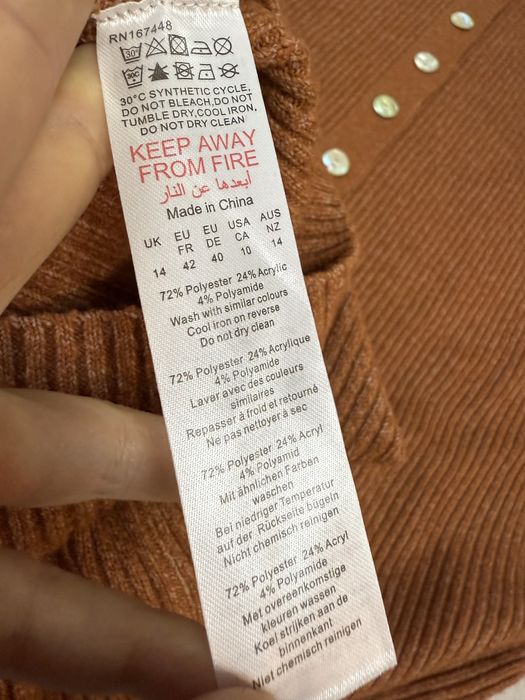 RN167448
30°
30°C
30°C SYNTHETIC CYCLE,
DO NOT BLEACH,DO NOT
TUMBLE DRY,COOL IRON,
DO NOT DRY CLEAN
KEEP AWAY
FROM FIRE
أبعدها عن النار
Made in China
UK EU EU USA AUS
FR DE CA NZ
14 42 40 10 14
72% Polyester 24% Acrylic
4% Polyamide
Wash with similar colours
Cool iron on reverse
Do not dry clean
72% Polyester 24% Acrylique
4% Polyamide
Laver avec des couleurs
similaires
Repasser à froid et retourné
Ne pas nettoyer à sec
72% Polyester 24% Acryl
4% Polyamid
Mit ähnlichen Farben
waschen
Bei niedriger Temperatur
auf der Rückseite bügeln
Nicht chemisch reinigen
72% Polyester 24% Acryl
4% Polyamide
Met overeenkomstige
kleuren wassen
Koel strijken aan de
binnenkant
Niet chemisch reinigen